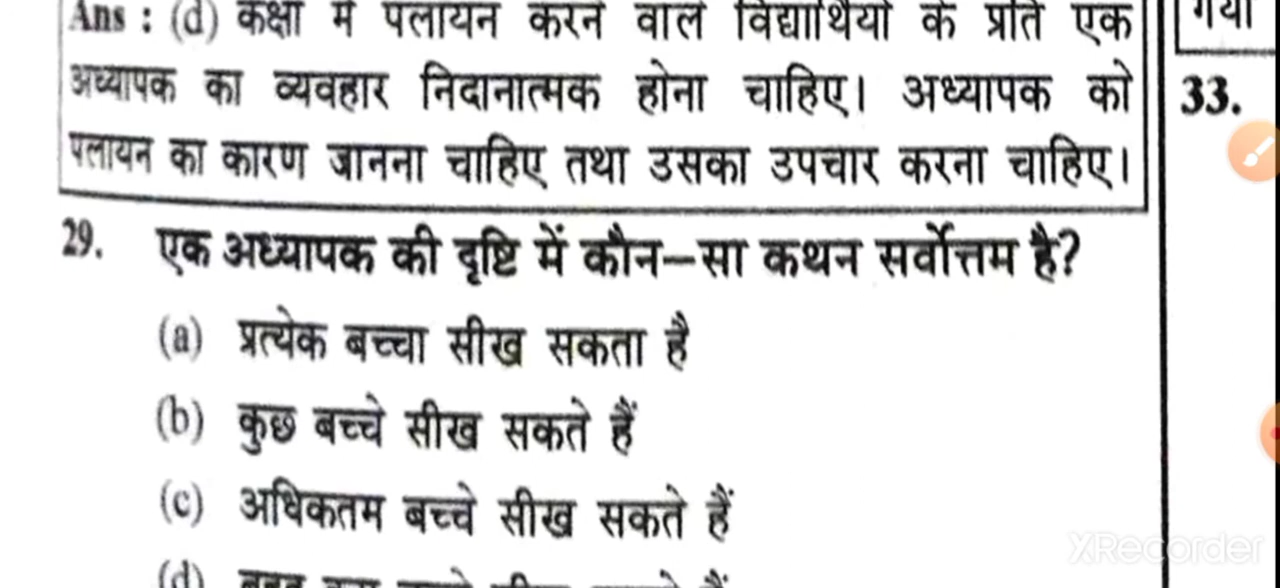 Ans : (d) कक्षा में पलायन करने वाले विद्यार्थियों के प्रति एक
अध्यापक का व्यवहार निदानात्मक होना चाहिए। अध्यापक को
पलायन का कारण जानना चाहिए तथा उसका उपचार करना चाहिए।
29. एक अध्यापक की दृष्टि में कौन–सा कथन सर्वोत्तम है?
(a) प्रत्येक बच्चा सीख सकता है
(b) कुछ बच्चे सीख सकते हैं
(c) अधिकतम बच्चे सीख सकते हैं
(d)
गया
33.
XRecorder